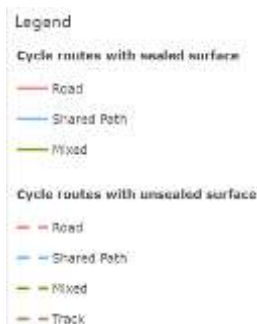 Legend
Cycle routes with sealed surface
Road
Shared Path
Mixed
Cycle routes with unsealed surface
Road
Shared Path
Mixed
Track